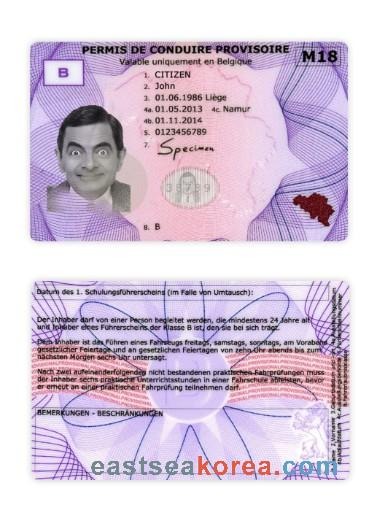 PERMIS DE CONDUIRE PROVISOIRE
Valable uniquement en Belgique
M18
B
1. CITIZEN
2. John
3. 01.06.1986 Liège
4a. 01.05.2013 4c. Namur
4b. 01.11.2014
5. 0123456789
7. Specimen
8. B
Datum des 1. Schulungsführerscheins (im Falle von Umtausch):
Der Inhaber darf von einer Person begleitet werden, die mindestens 24 Jahre alt
und Inhaber eines Führerscheins der Klasse B ist, den sie bei sich trägt.
Dem Inhaber ist das Führen eines Fahrzeugs freitags, samstags, sonntags, am Vorabend
gesetzlicher Feiertage und an gesetzlichen Feiertagen von zehn Uhr abends bis zum
nächsten Morgen sechs Uhr untersagt.
Nach zwei aufeinanderfolgenden nicht bestandenen praktischen Fahrprüfungen muss
der Inhaber sechs praktische Unterrichtsstunden in einer Fahrschule ableisten, bevor
er erneut an einer praktischen Fahrprüfung teilnehmen darf.
BEMERKUNGEN - BESCHRÄNKUNGEN
eastseakorea.com